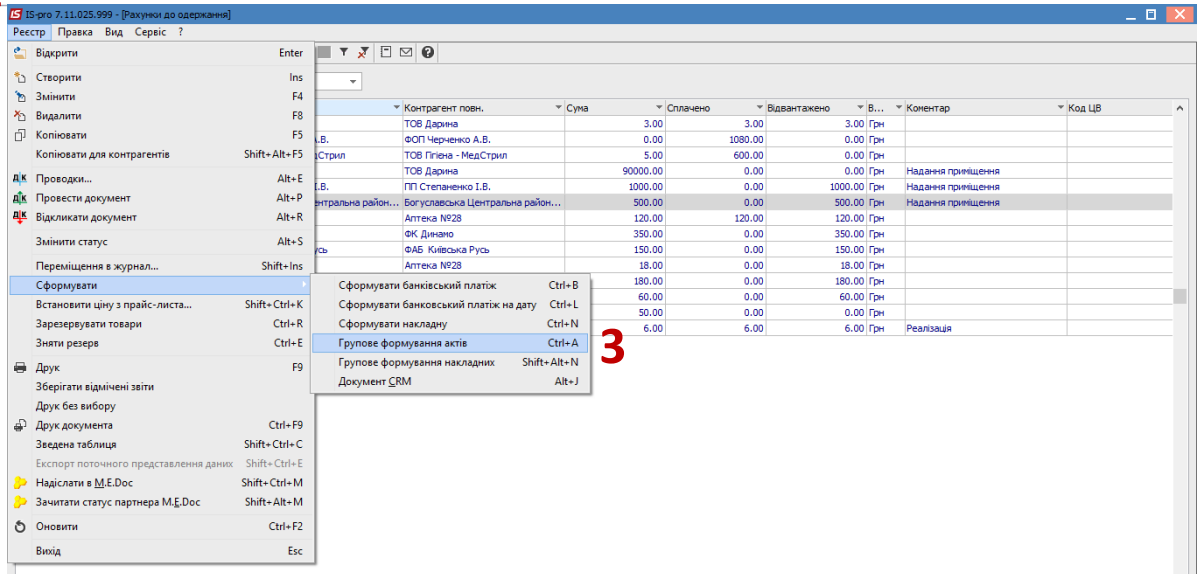 IS-pro 7.11.025.999 - [Рахунки до одержання]
Реєстр Правка Вид Сервіс ?
Відкрити Enter
Створити Ins
Змінити F4
Видалити F8
Копіювати F5
Копіювати для контрагентів Shift+Alt+F5
Проводки... Alt+E
Провести документ Alt+P
Відкликати документ Alt+R
Змінити статус Alt+S
Переміщення в журнал... Shift+Ins
Сформувати
Встановити ціну з прайс-листа... Shift+Ctrl+K
Зарезервувати товари Ctrl+R
Зняти резерв Ctrl+E
Друк F9
Зберігати відмічені звіти
Друк без вибору
Друк документа Ctrl+F9
Зведена таблиця Shift+Ctrl+C
Експорт поточного представлення даних Shift+Ctrl+E
Надіслати в M.E.Doc Shift+Ctrl+M
Зачитати статус партнера M.E.Doc Shift+Alt+M
Оновити Ctrl+F2
Вихід Esc
Сформувати банківський платіж Ctrl+B
Сформувати банковський платіж на дату Ctrl+L
Сформувати накладну Ctrl+N
Групове формування актів Ctrl+A
Групове формування накладних Shift+Alt+N
Документ CRM Alt+J
3
Контрагент повн. Сума Сплачено Відвантажено В... Коментар Код ЦВ
ТОВ Дарина 3.00 3.00 3.00 Грн
.В. ФОП Черченко А.В. 0.00 1080.00 0.00 Грн
дСтрил ТОВ Гігієна - МедСтрил 5.00 600.00 0.00 Грн
ТОВ Дарина 90000.00 0.00 0.00 Грн Надання приміщення
І.В. ПП Степаненко І.В. 1000.00 0.00 1000.00 Грн Надання приміщення
ентральна район... Богуславська Центральна район... 500.00 0.00 500.00 Грн Надання приміщення
Аптека №28 120.00 120.00 120.00 Грн
ФК Динамо 350.00 0.00 350.00 Грн
усь ФАБ Київська Русь 150.00 0.00 150.00 Грн
Аптека №28 18.00 0.00 18.00 Грн
180.00 0.00 180.00 Грн
60.00 0.00 60.00 Грн
50.00 0.00 0.00 Грн
6.00 6.00 6.00 Грн Реалізація